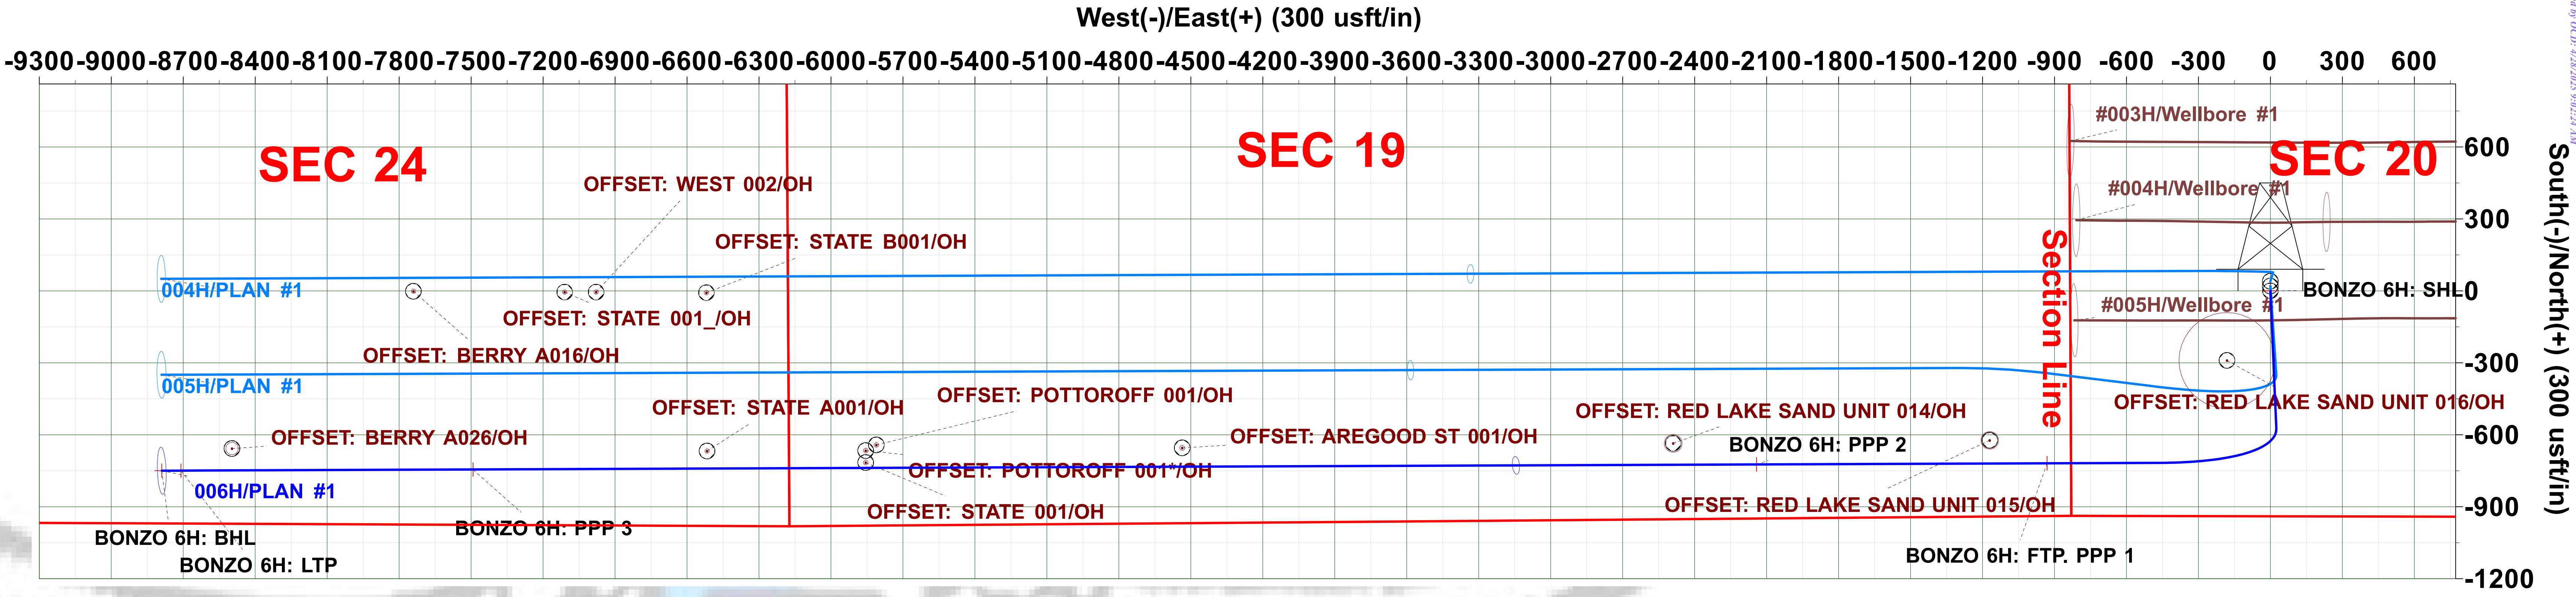 West(-)/East(+) (300 usft/in)
-9300 -9000 -8700 -8400 -8100 -7800 -7500 -7200 -6900 -6600 -6300 -6000 -5700 -5400 -5100 -4800 -4500 -4200 -3900 -3600 -3300 -3000 -2700 -2400 -2100 -1800 -1500 -1200 -900 -600 -300 0 300 600
#003H/Wellbore #1
600
SEC 24
SEC 19
SEC 20
OFFSET: WEST 002/OH
#004H/Wellbore #1
300
OFFSET: STATE B001/OH
Section Line
South(-)/North(+) (300 usft/in)
004H/PLAN #1
BONZO 6H: SHL
0
#005H/Wellbore #1
OFFSET: STATE 001_/OH
OFFSET: BERRY A016/OH
-300
005H/PLAN #1
OFFSET: POTTOROFF 001/OH
OFFSET: RED LAKE SAND UNIT 016/OH
OFFSET: STATE A001/OH
OFFSET: RED LAKE SAND UNIT 014/OH
OFFSET: BERRY A026/OH
OFFSET: AREGOOD ST 001/OH
-600
BONZO 6H: PPP 2
OFFSET: POTTOROFF 001*/OH
006H/PLAN #1
OFFSET: RED LAKE SAND UNIT 015/OH
-900
OFFSET: STATE 001/OH
BONZO 6H: PPP 3
BONZO 6H: BHL
BONZO 6H: FTP. PPP 1
BONZO 6H: LTP
-1200